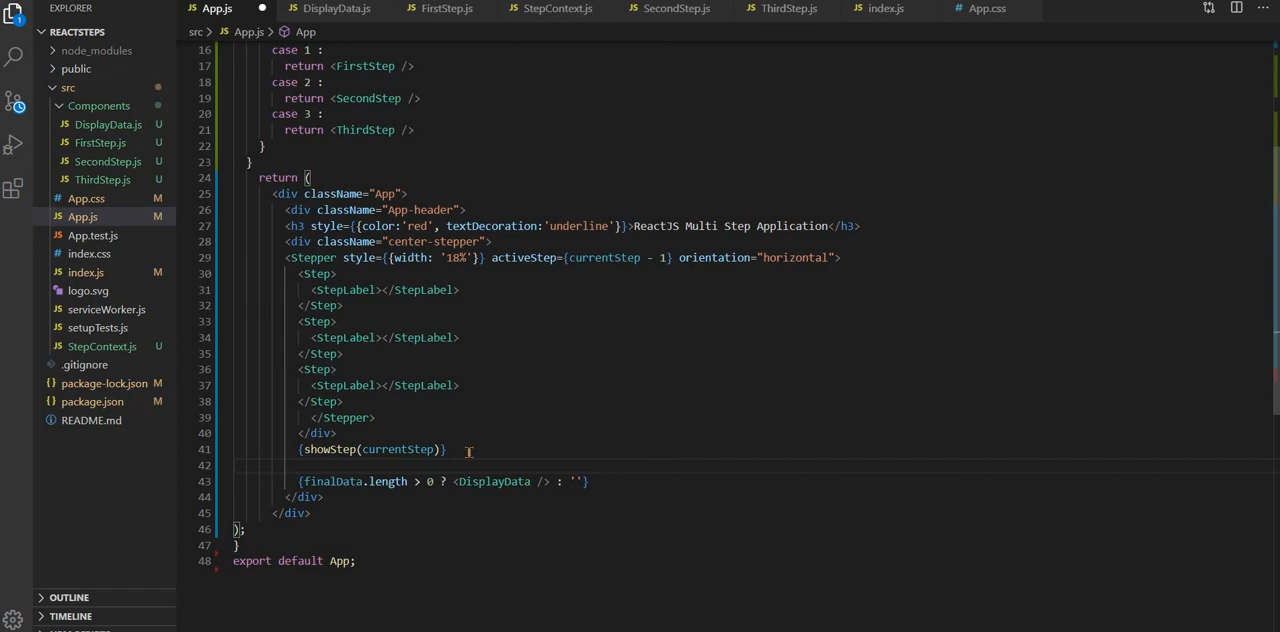 EXPLORER
REACTSTEPS
node_modules
public
src
Components
JS DisplayData.js U
JS FirstStep.js U
JS SecondStep.js U
JS ThirdStep.js U
# App.css M
JS App.js M
JS App.test.js
# index.css
JS index.js M
logo.svg
JS serviceWorker.js
JS setupTests.js
JS StepContext.js U
.gitignore
{} package-lock.json M
{} package.json M
README.md
OUTLINE
TIMELINE
JS App.js
JS DisplayData.js
JS FirstStep.js
JS StepContext.js
JS SecondStep.js
JS ThirdStep.js
JS index.js
# App.css
src > JS App.js > App
16 case 1 :
17 return <FirstStep />
18 case 2 :
19 return <SecondStep />
20 case 3 :
21 return <ThirdStep />
22 }
23 }
24 return (
25 <div className="App">
26 <div className="App-header">
27 <h3 style={{color:'red', textDecoration:'underline'}}>ReactJS Multi Step Application</h3>
28 <div className="center-stepper">
29 <Stepper style={{width: '18%'}} activeStep={currentStep - 1} orientation="horizontal">
30 <Step>
31 <StepLabel></StepLabel>
32 </Step>
33 <Step>
34 <StepLabel></StepLabel>
35 </Step>
36 <Step>
37 <StepLabel></StepLabel>
38 </Step>
39 </Stepper>
40 </div>
41 {showStep(currentStep)}
42
43 {finalData.length > 0 ? <DisplayData /> : ''}
44 </div>
45 </div>
46 );
47 }
48 export default App;